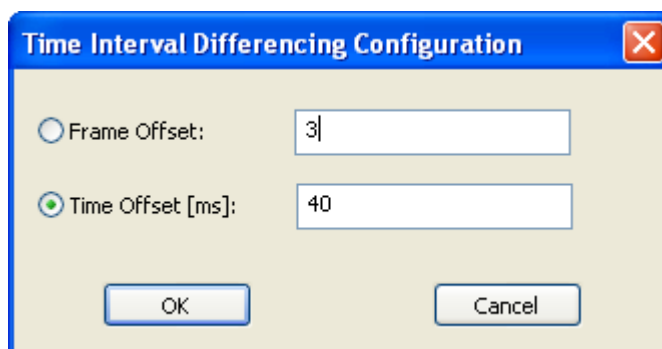 Time Interval Differencing Configuration
Frame Offset: 3
Time Offset [ms]: 40
OK Cancel